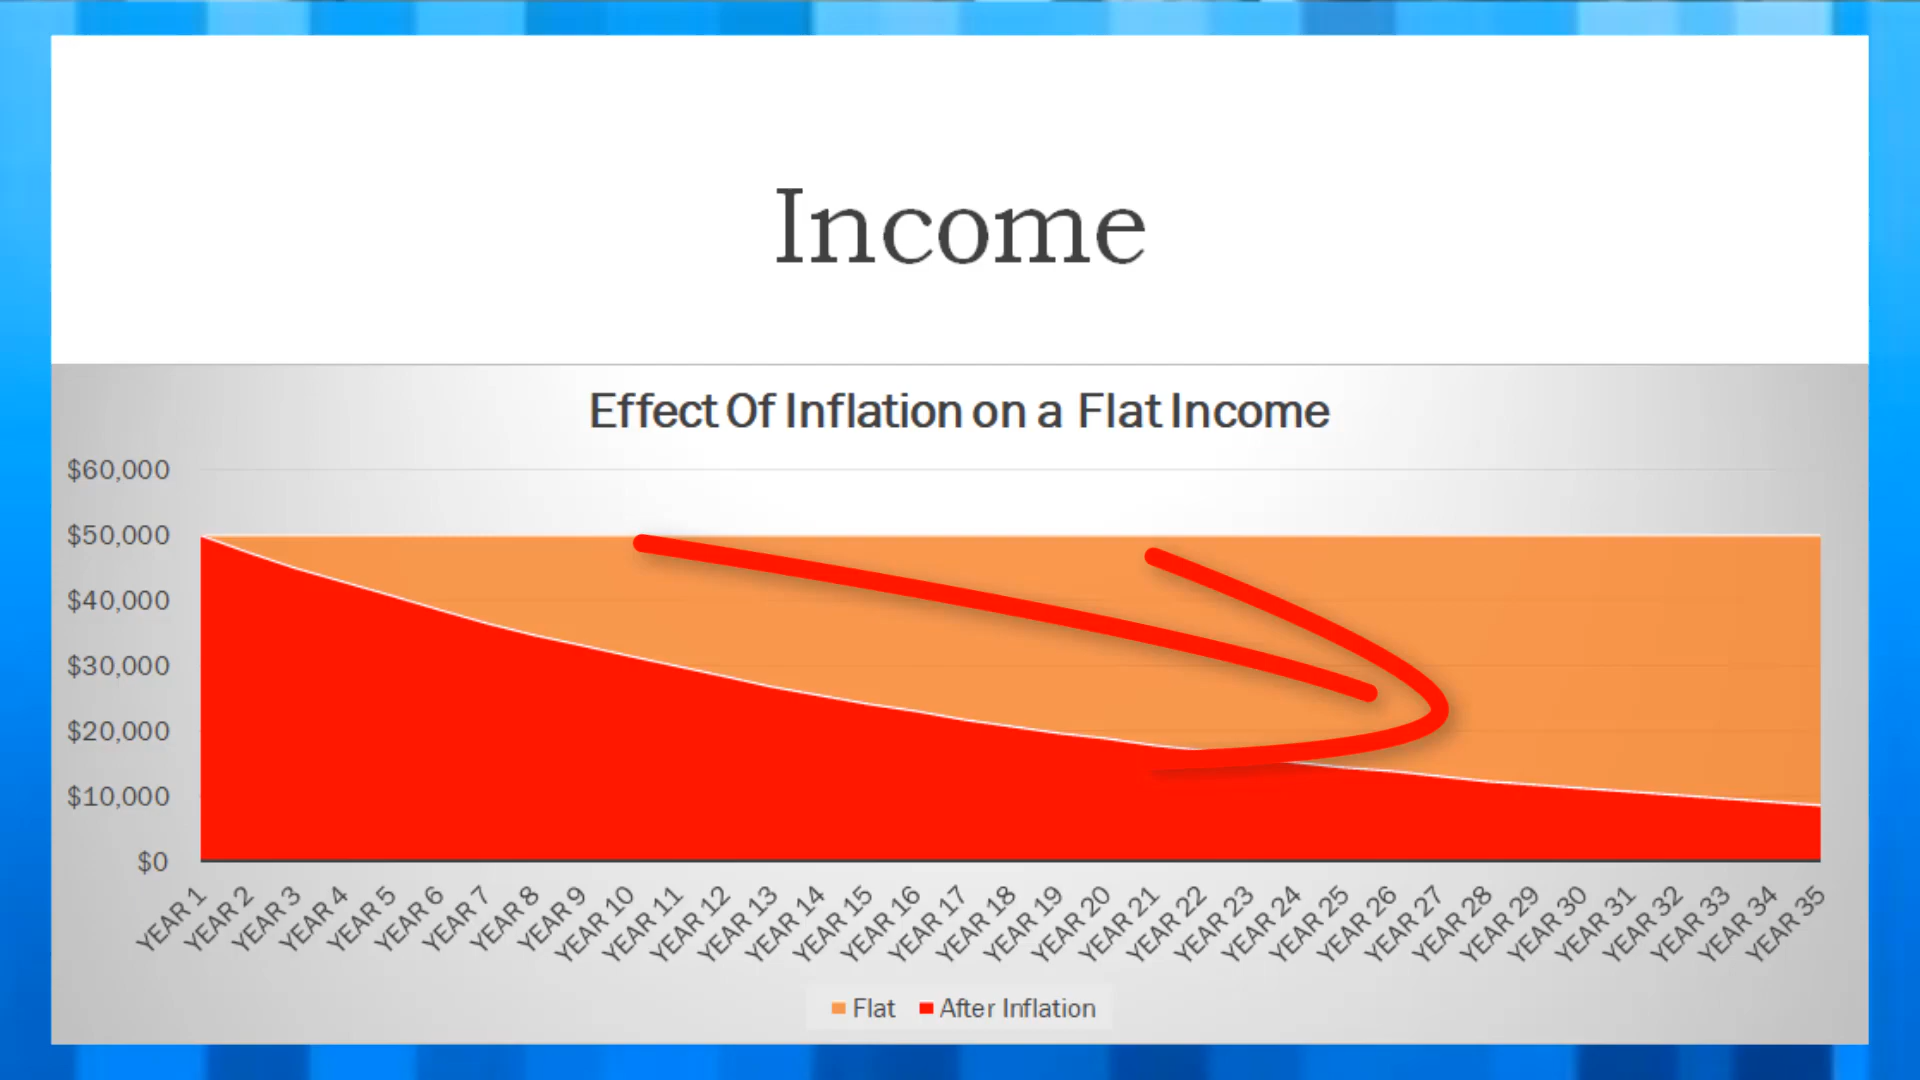 Income
Effect Of Inflation on a Flat Income
$60,000
$50,000
$40,000
$30,000
$20,000
$10,000
$0
YEAR 1
YEAR 2
YEAR 3
YEAR 4
YEAR 5
YEAR 6
YEAR 7
YEAR 8
YEAR 9
YEAR 10
YEAR 11
YEAR 12
YEAR 13
YEAR 14
YEAR 15
YEAR 16
YEAR 17
YEAR 18
YEAR 19
YEAR 20
YEAR 21
YEAR 22
YEAR 23
YEAR 24
YEAR 25
YEAR 26
YEAR 27
YEAR 28
YEAR 29
YEAR 30
YEAR 31
YEAR 32
YEAR 33
YEAR 34
YEAR 35
Flat After Inflation